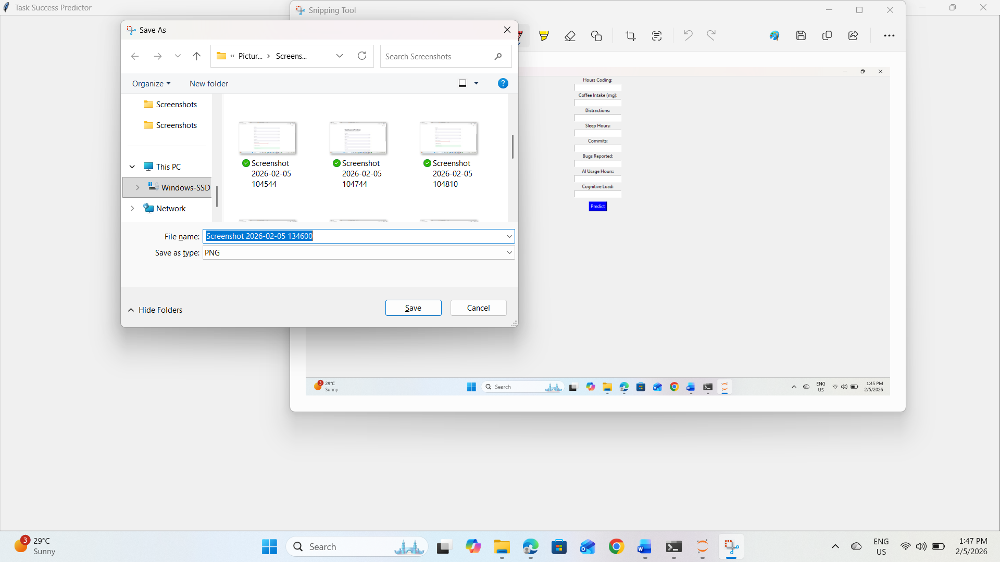 Task Success Predictor
Snipping Tool
Save As
« Pictur... > Screens...
Search Screenshots
Organize
New folder
Screenshots
Screenshots
This PC
Windows-SSD
Network
Screenshot
2026-02-05
104544
Screenshot
2026-02-05
104744
Screenshot
2026-02-05
104810
File name: Screenshot 2026-02-05 134600
Save as type: PNG
Hide Folders
Save
Cancel
Hours Coding:
Coffee Intake (mg):
Distractions:
Sleep Hours:
Commits:
Bugs Reported:
AI Usage Hours:
Cognitive Load:
Predict
3
29°C
Sunny
Search
ENG
US
1:45 PM
2/5/2026
3
29°C
Sunny
Search
ENG
US
1:47 PM
2/5/2026